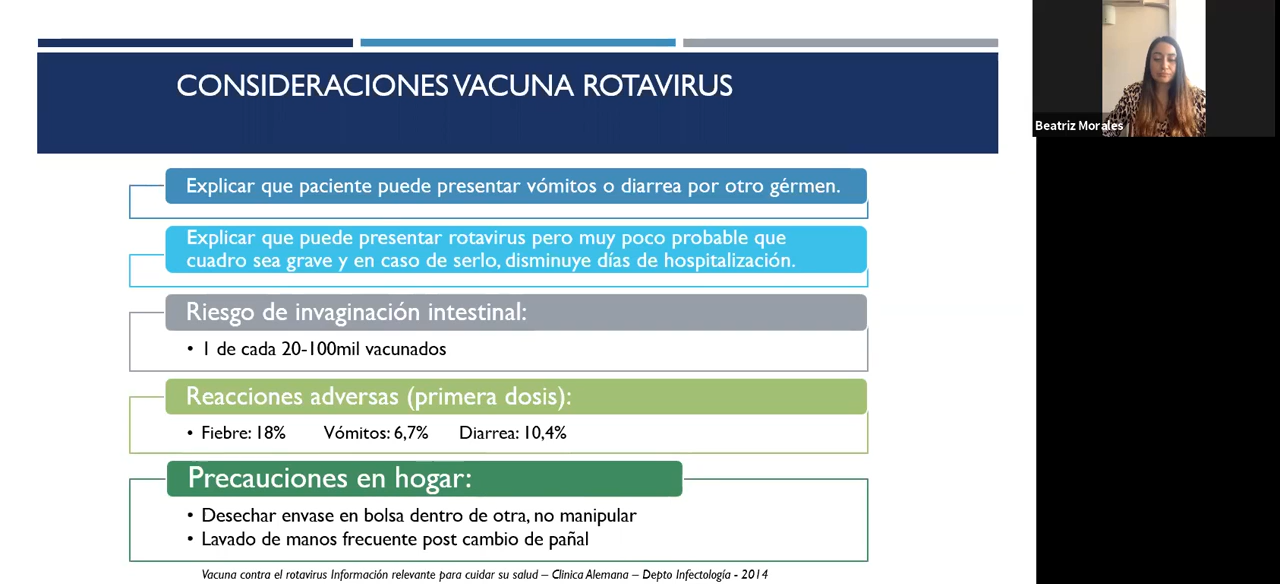 CONSIDERACIONES VACUNA ROTAVIRUS
Beatriz Morales
Explicar que paciente puede presentar vómitos o diarrea por otro gérmen.
Explicar que puede presentar rotavirus pero muy poco probable que
cuadro sea grave y en caso de serlo, disminuye días de hospitalización.
Riesgo de invaginación intestinal:
• 1 de cada 20-100mil vacunados
Reacciones adversas (primera dosis):
• Fiebre: 18% Vómitos: 6,7% Diarrea: 10,4%
Precauciones en hogar:
• Desechar envase en bolsa dentro de otra, no manipular
• Lavado de manos frecuente post cambio de pañal
Vacuna contra el rotavirus Información relevante para cuidar su salud – Clinica Alemana – Depto Infectología - 2014